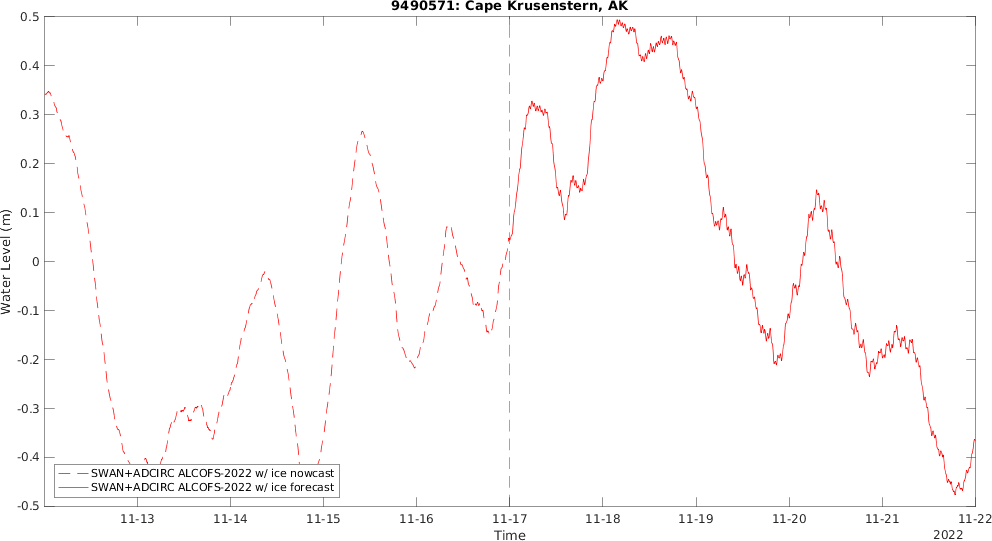 9490571: Cape Krusenstern, AK
0.5
0.4
0.3
0.2
0.1
0
-0.1
-0.2
-0.3
-0.4
-0.5
Water Level (m)
SWAN+ADCIRC ALCOFS-2022 w/ ice nowcast
SWAN+ADCIRC ALCOFS-2022 w/ ice forecast
11-13 11-14 11-15 11-16 11-17 11-18 11-19 11-20 11-21 11-22
Time
2022